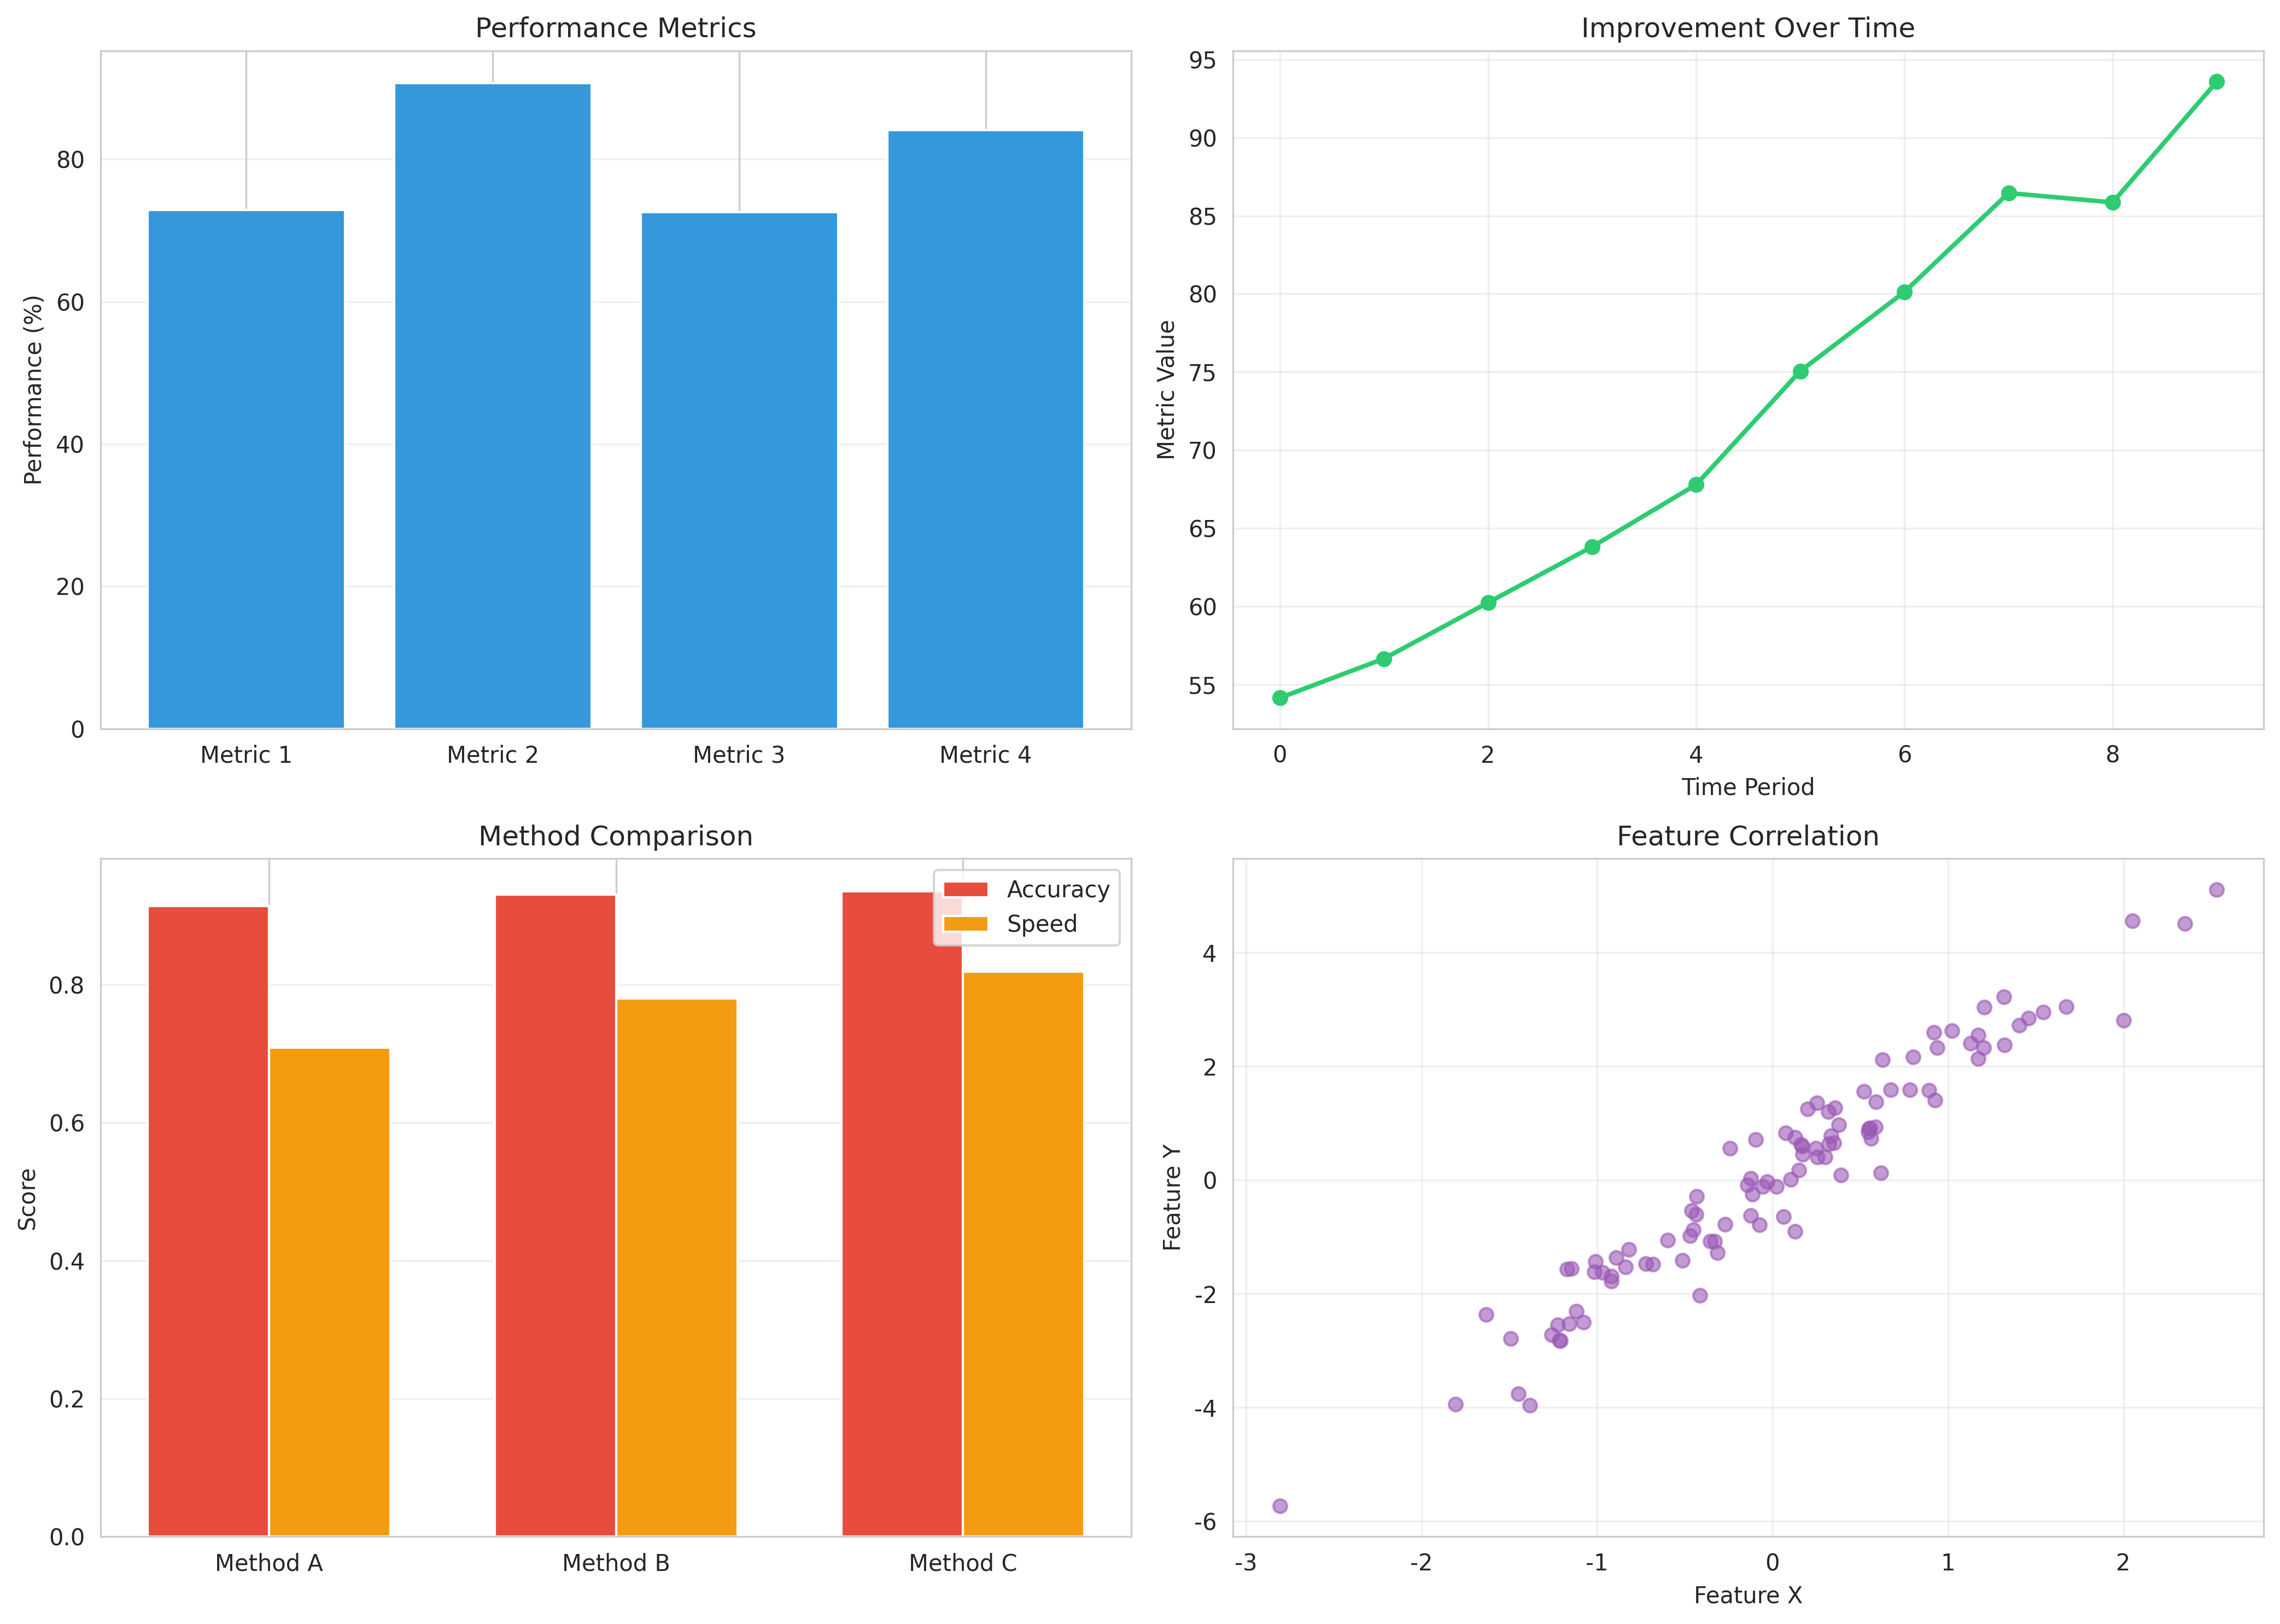 Performance Metrics
Performance (%)
80
60
40
20
0
Metric 1 Metric 2 Metric 3 Metric 4
Improvement Over Time
Metric Value
95
90
85
80
75
70
65
60
55
0 2 4 6 8
Time Period
Method Comparison
Accuracy
Speed
Score
0.8
0.6
0.4
0.2
0.0
Method A Method B Method C
Feature Correlation
Feature Y
4
2
0
-2
-4
-6
-3 -2 -1 0 1 2
Feature X